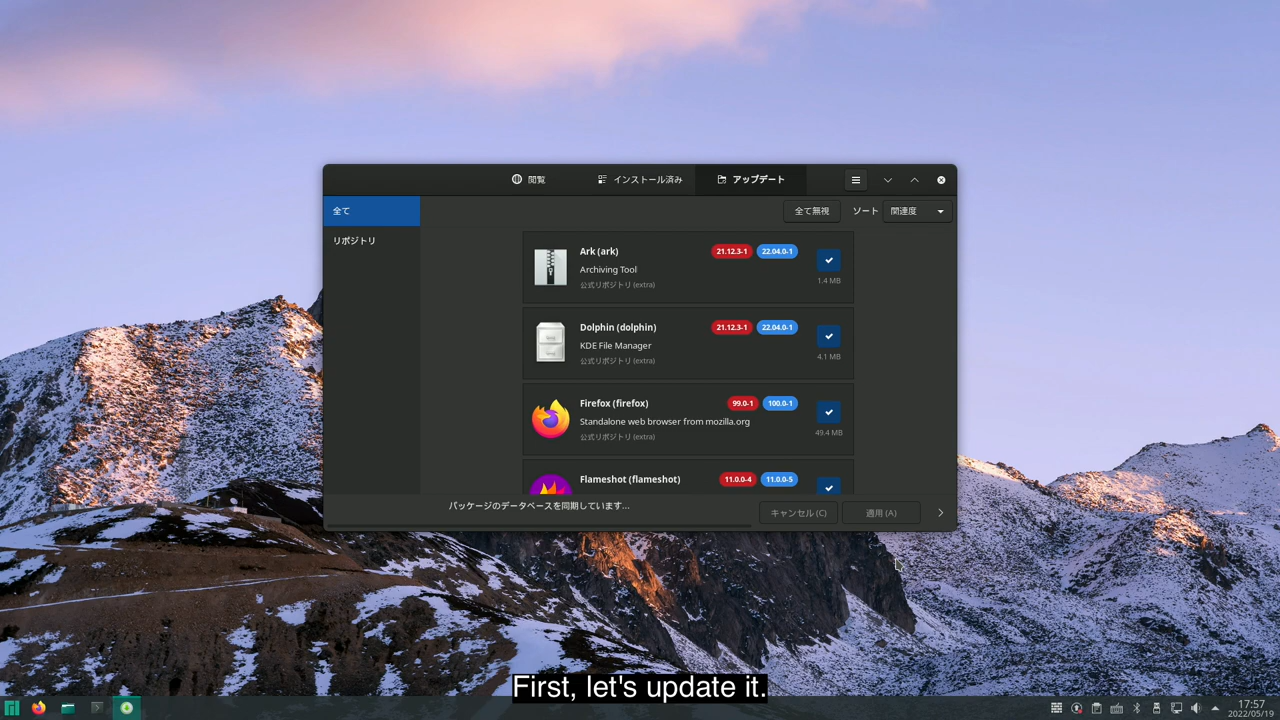 閲覧
インストール済み
アップデート
全て
リポジトリ
全て無視
ソート
関連度
Ark (ark)
21.12.3-1
22.04.0-1
Archiving Tool
1.4 MB
公式リポジトリ (extra)
Dolphin (dolphin)
21.12.3-1
22.04.0-1
KDE File Manager
4.1 MB
公式リポジトリ (extra)
Firefox (firefox)
99.0-1
100.0-1
Standalone web browser from mozilla.org
49.4 MB
公式リポジトリ (extra)
Flameshot (flameshot)
11.0.0-4
11.0.0-5
パッケージのデータベースを同期しています...
キャンセル (C)
適用 (A)
First, let's update it.
17:57
2022/05/19